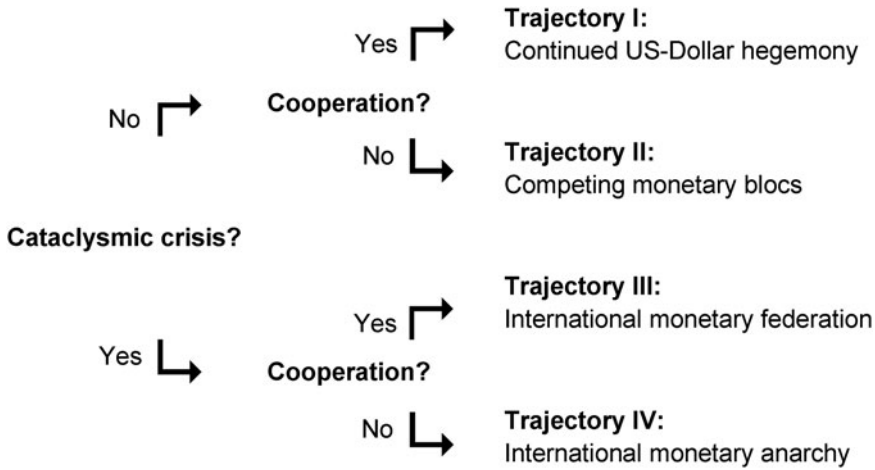 Yes
Trajectory I:
Continued US-Dollar hegemony
No
Cooperation?
No
Trajectory II:
Competing monetary blocs
Cataclysmic crisis?
Yes
Trajectory III:
International monetary federation
Yes
Cooperation?
No
Trajectory IV:
International monetary anarchy